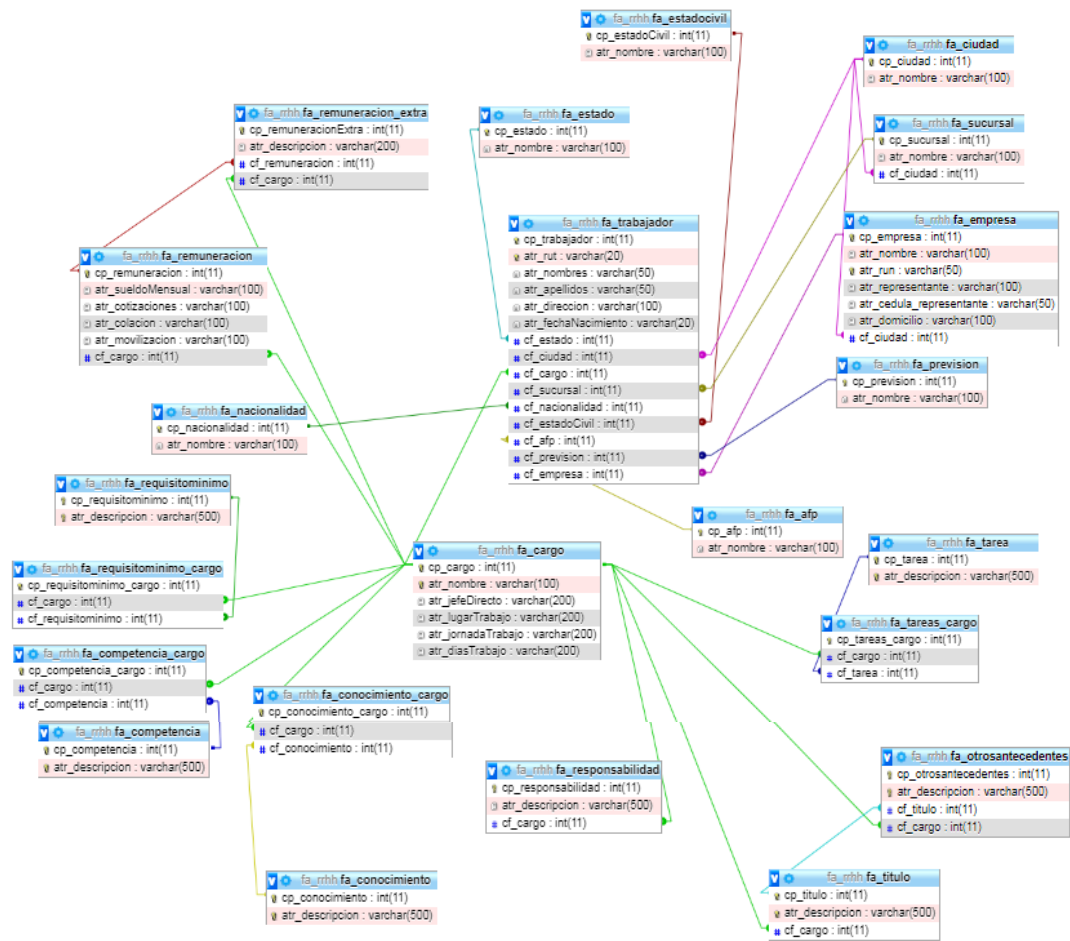 fa_rrhh fa_estadocivil
cp_estadoCivil : int(11)
atr_nombre : varchar(100)
fa_rrhh fa_ciudad
cp_ciudad : int(11)
atr_nombre : varchar(100)
fa_rrhh fa_remuneracion_extra
cp_remuneracionExtra : int(11)
atr_descripcion : varchar(200)
cf_remuneracion : int(11)
cf_cargo : int(11)
fa_rrhh fa_estado
cp_estado : int(11)
atr_nombre : varchar(100)
fa_rrhh fa_sucursal
cp_sucursal : int(11)
atr_nombre : varchar(100)
cf_ciudad : int(11)
fa_rrhh fa_trabajador
cp_trabajador : int(11)
atr_rut : varchar(20)
atr_nombres : varchar(50)
atr_apellidos : varchar(50)
atr_direccion : varchar(100)
atr_fechaNacimiento : varchar(20)
cf_estado : int(11)
cf_ciudad : int(11)
cf_cargo : int(11)
cf_sucursal : int(11)
cf_nacionalidad : int(11)
cf_estadoCivil : int(11)
cf_afp : int(11)
cf_prevision : int(11)
cf_empresa : int(11)
fa_rrhh fa_empresa
cp_empresa : int(11)
atr_nombre : varchar(100)
atr_run : varchar(50)
atr_representante : varchar(100)
atr_cedula_representante : varchar(50)
atr_domicilio : varchar(100)
cf_ciudad : int(11)
fa_rrhh fa_remuneracion
cp_remuneracion : int(11)
atr_sueldoMensual : varchar(100)
atr_cotizaciones : varchar(100)
atr_colacion : varchar(100)
atr_movilizacion : varchar(100)
cf_cargo : int(11)
fa_rrhh fa_prevision
cp_prevision : int(11)
atr_nombre : varchar(100)
fa_rrhh fa_nacionalidad
cp_nacionalidad : int(11)
atr_nombre : varchar(100)
fa_rrhh fa_requisitominimo
cp_requisitominimo : int(11)
atr_descripcion : varchar(500)
fa_rrhh fa_afp
cp_afp : int(11)
atr_nombre : varchar(100)
fa_rrhh fa_tarea
cp_tarea : int(11)
atr_descripcion : varchar(500)
fa_rrhh fa_cargo
cp_cargo : int(11)
atr_nombre : varchar(100)
atr_jefeDirecto : varchar(200)
atr_lugarTrabajo : varchar(200)
atr_jornadaTrabajo : varchar(200)
atr_diasTrabajo : varchar(200)
fa_rrhh fa_requisitominimo_cargo
cp_requisitominimo_cargo : int(11)
cf_cargo : int(11)
cf_requisitominimo : int(11)
fa_rrhh fa_tareas_cargo
cp_tareas_cargo : int(11)
cf_cargo : int(11)
cf_tarea : int(11)
fa_rrhh fa_competencia_cargo
cp_competencia_cargo : int(11)
cf_cargo : int(11)
cf_competencia : int(11)
fa_rrhh fa_conocimiento_cargo
cp_conocimiento_cargo : int(11)
cf_cargo : int(11)
cf_conocimiento : int(11)
fa_rrhh fa_competencia
cp_competencia : int(11)
atr_descripcion : varchar(500)
fa_rrhh fa_responsabilidad
cp_responsabilidad : int(11)
atr_descripcion : varchar(500)
cf_cargo : int(11)
fa_rrhh fa_otrosantecedentes
cp_otrosantecedentes : int(11)
atr_descripcion : varchar(500)
cf_titulo : int(11)
cf_cargo : int(11)
fa_rrhh fa_conocimiento
cp_conocimiento : int(11)
atr_descripcion : varchar(500)
fa_rrhh fa_titulo
cp_titulo : int(11)
atr_descripcion : varchar(500)
cf_cargo : int(11)